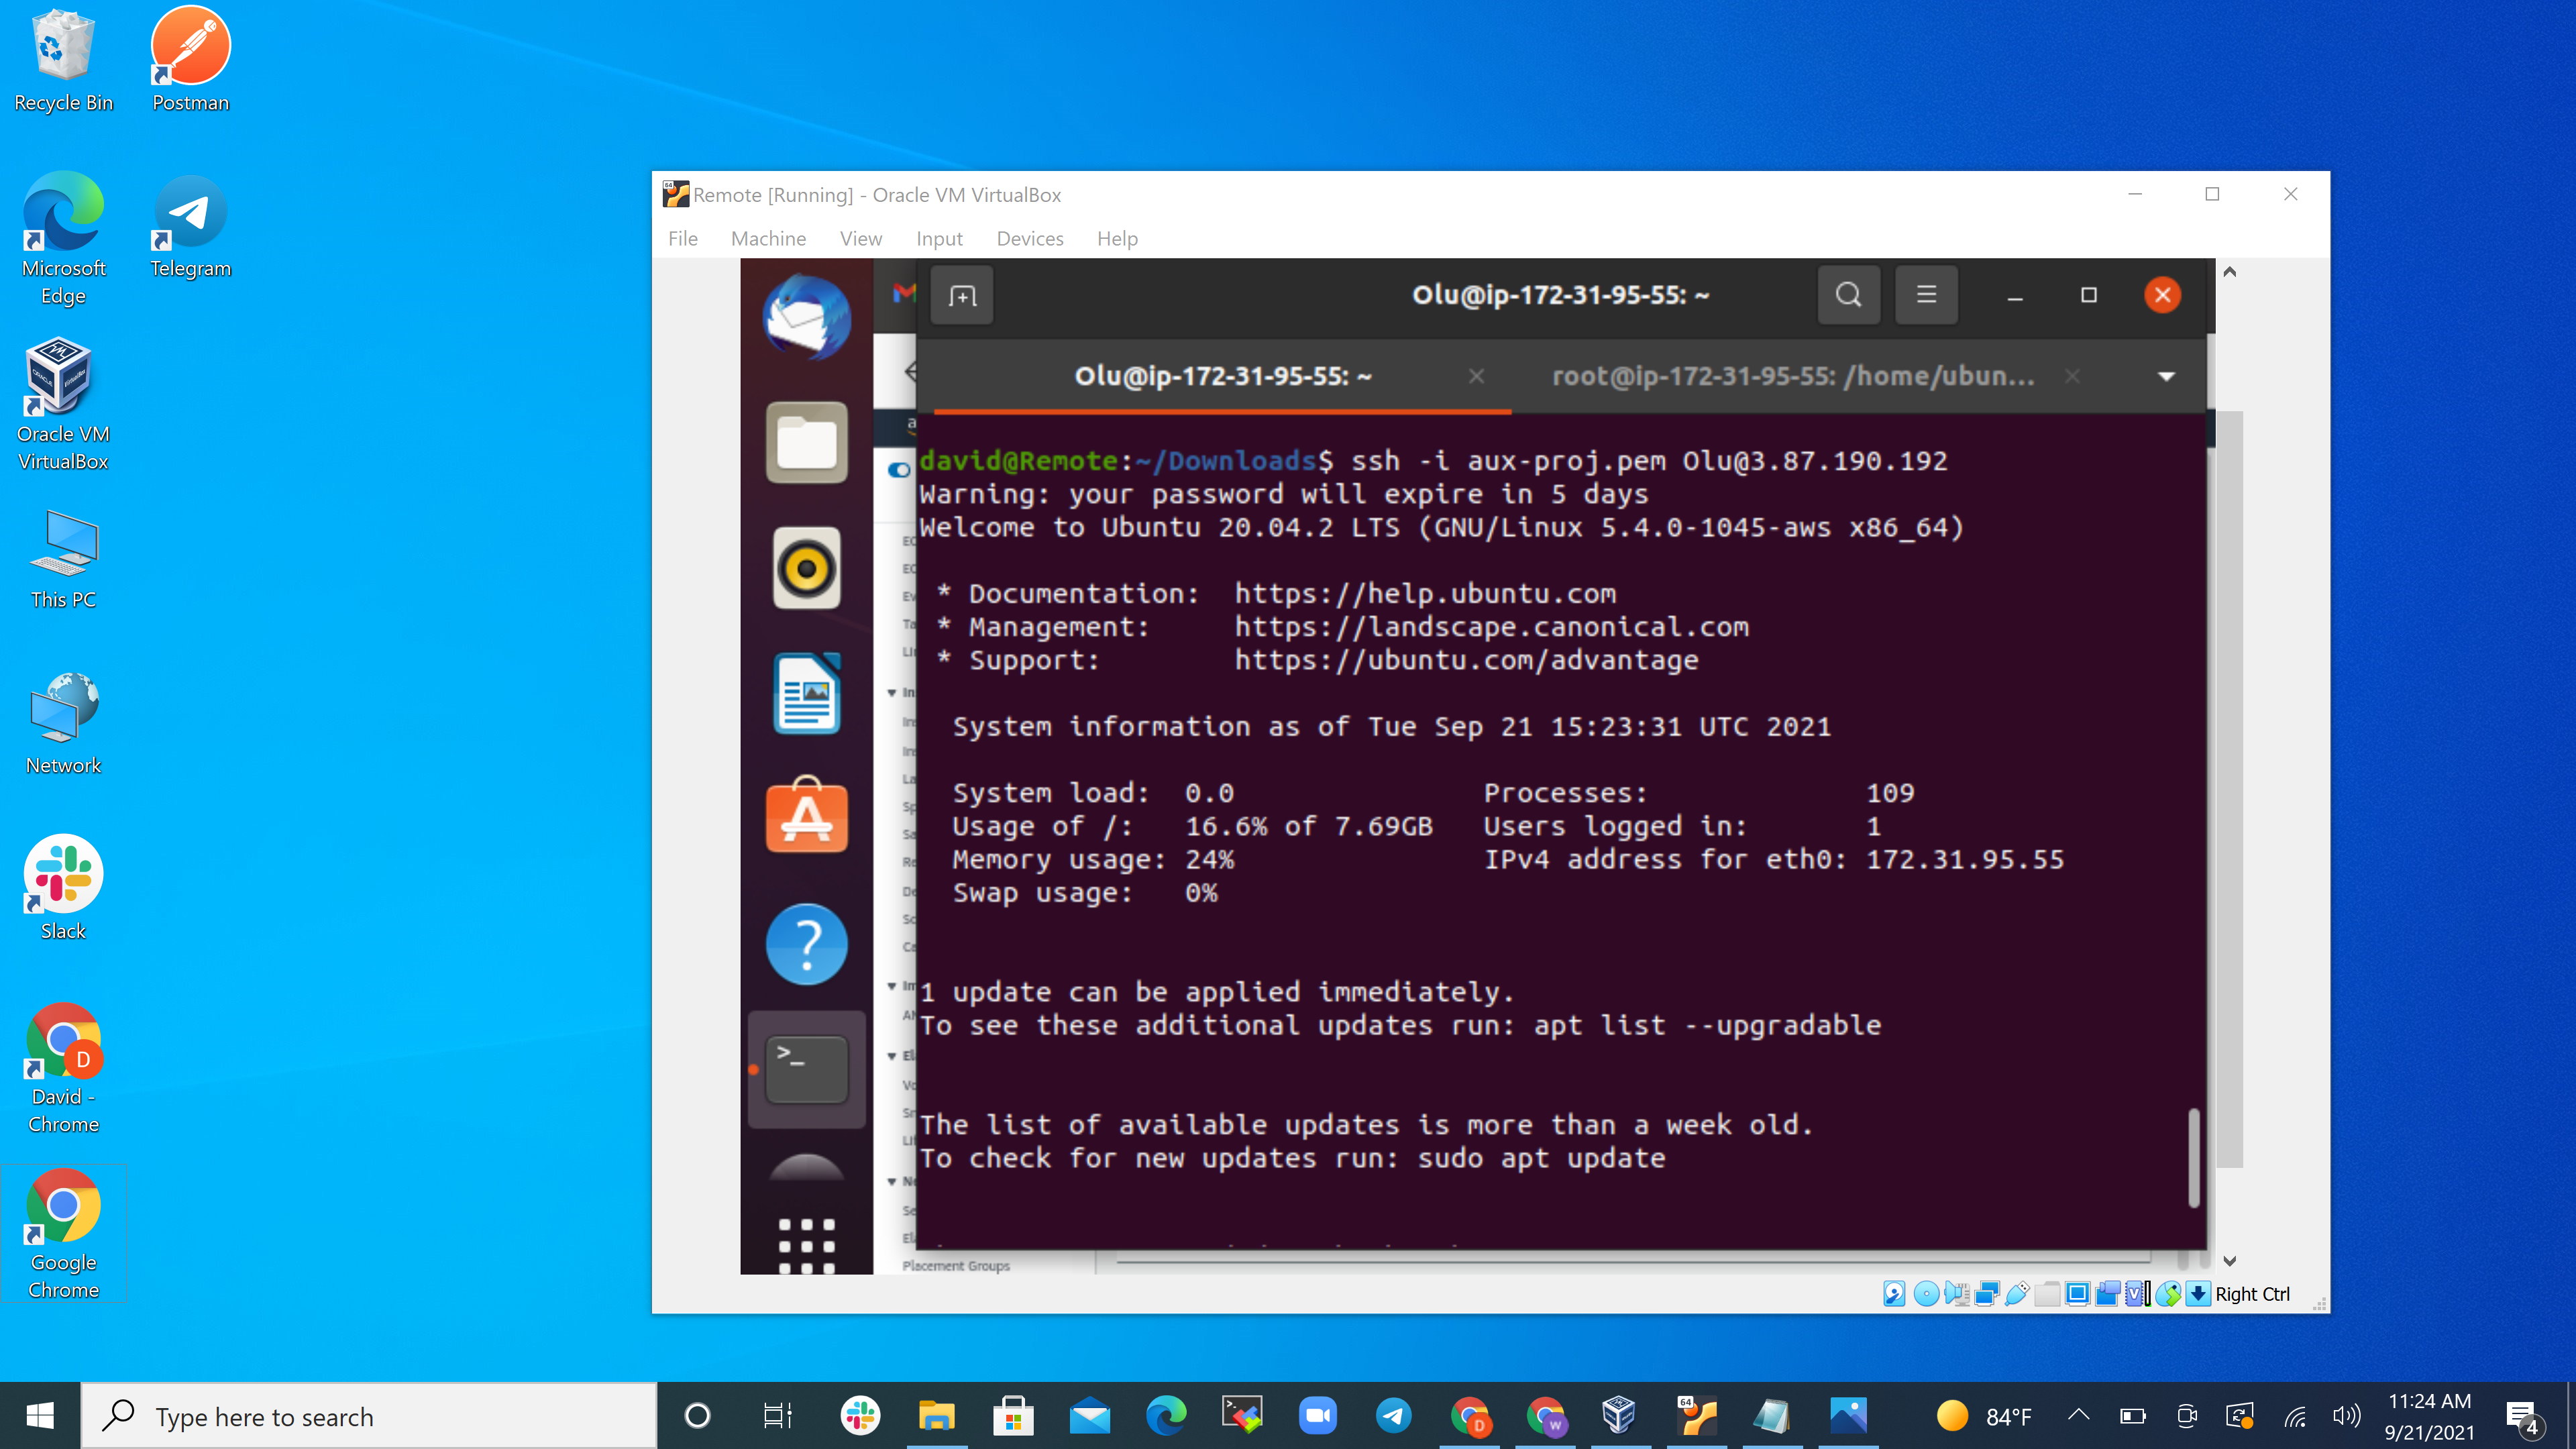 Recycle Bin
Postman
Microsoft
Edge
Telegram
Oracle VM
VirtualBox
This PC
Network
Slack
David -
Chrome
Google
Chrome
Remote [Running] - Oracle VM VirtualBox
File Machine View Input Devices Help
Olu@ip-172-31-95-55: ~
Olu@ip-172-31-95-55: ~
root@ip-172-31-95-55: /home/ubun...
david@Remote:~/Downloads$ ssh -i aux-proj.pem Olu@3.87.190.192
Warning: your password will expire in 5 days
Welcome to Ubuntu 20.04.2 LTS (GNU/Linux 5.4.0-1045-aws x86_64)
* Documentation: https://help.ubuntu.com
* Management: https://landscape.canonical.com
* Support: https://ubuntu.com/advantage
System information as of Tue Sep 21 15:23:31 UTC 2021
System load: 0.0 Processes: 109
Usage of /: 16.6% of 7.69GB Users logged in: 1
Memory usage: 24% IPv4 address for eth0: 172.31.95.55
Swap usage: 0%
1 update can be applied immediately.
To see these additional updates run: apt list --upgradable
The list of available updates is more than a week old.
To check for new updates run: sudo apt update
Placement Groups
Right Ctrl
Type here to search
84°F
11:24 AM
9/21/2021
4